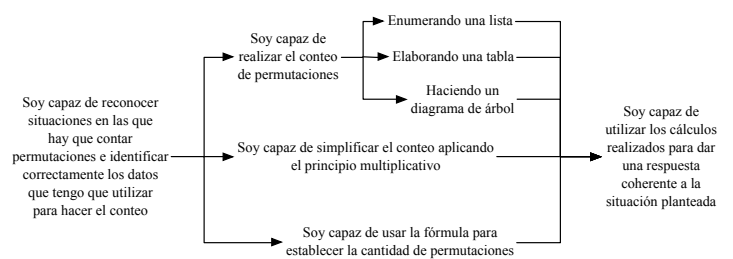 Soy capaz de reconocer
situaciones en las que
hay que contar
permutaciones e identificar
correctamente los datos
que tengo que utilizar
para hacer el conteo
Soy capaz de
realizar el conteo
de permutaciones
Enumerando una lista
Elaborando una tabla
Haciendo un
diagrama de árbol
Soy capaz de simplificar el conteo aplicando
el principio multiplicativo
Soy capaz de usar la fórmula para
establecer la cantidad de permutaciones
Soy capaz de
utilizar los cálculos
realizados para dar
una respuesta
coherente a la
situación planteada